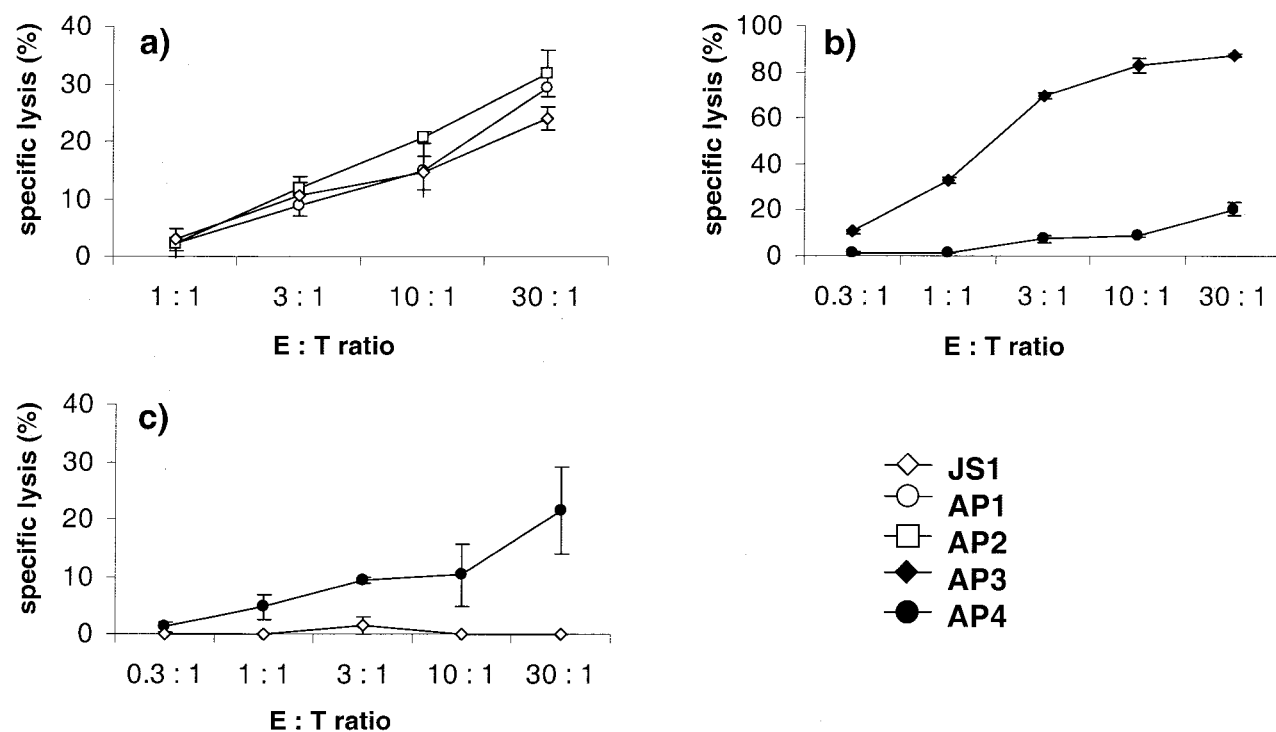 a)
specific lysis (%)
40
30
20
10
0
1 : 1 3 : 1 10 : 1 30 : 1
E : T ratio
b)
specific lysis (%)
100
80
60
40
20
0
0.3 : 1 1 : 1 3 : 1 10 : 1 30 : 1
E : T ratio
c)
specific lysis (%)
40
30
20
10
0
0.3 : 1 1 : 1 3 : 1 10 : 1 30 : 1
E : T ratio
JS1
AP1
AP2
AP3
AP4